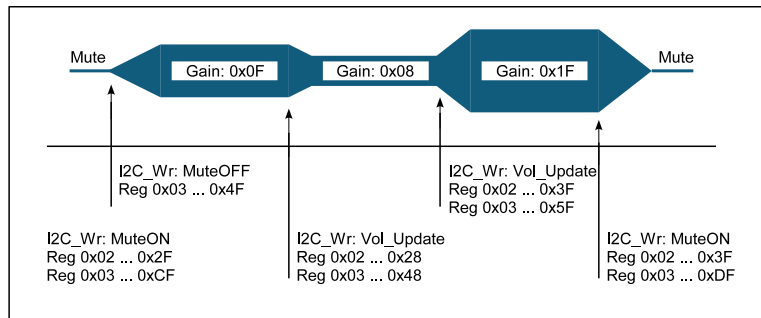 Mute
Gain: 0x0F
Gain: 0x08
Gain: 0x1F
Mute
I2C_Wr: MuteOFF
Reg 0x03 ... 0x4F
I2C_Wr: Vol_Update
Reg 0x02 ... 0x3F
Reg 0x03 ... 0x5F
I2C_Wr: MuteON
Reg 0x02 ... 0x2F
Reg 0x03 ... 0xCF
I2C_Wr: Vol_Update
Reg 0x02 ... 0x28
Reg 0x03 ... 0x48
I2C_Wr: MuteON
Reg 0x02 ... 0x3F
Reg 0x03 ... 0xDF